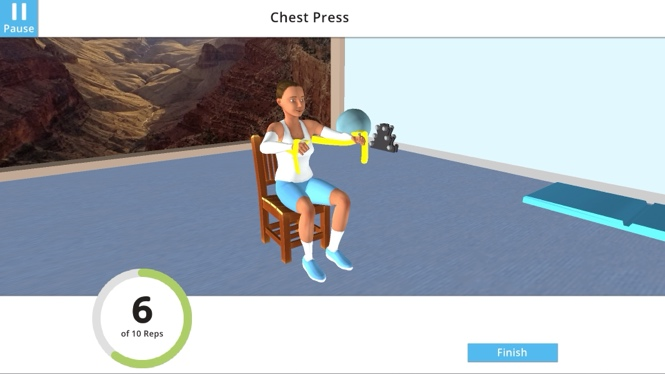 Pause
Chest Press
6
of 10 Reps
Finish